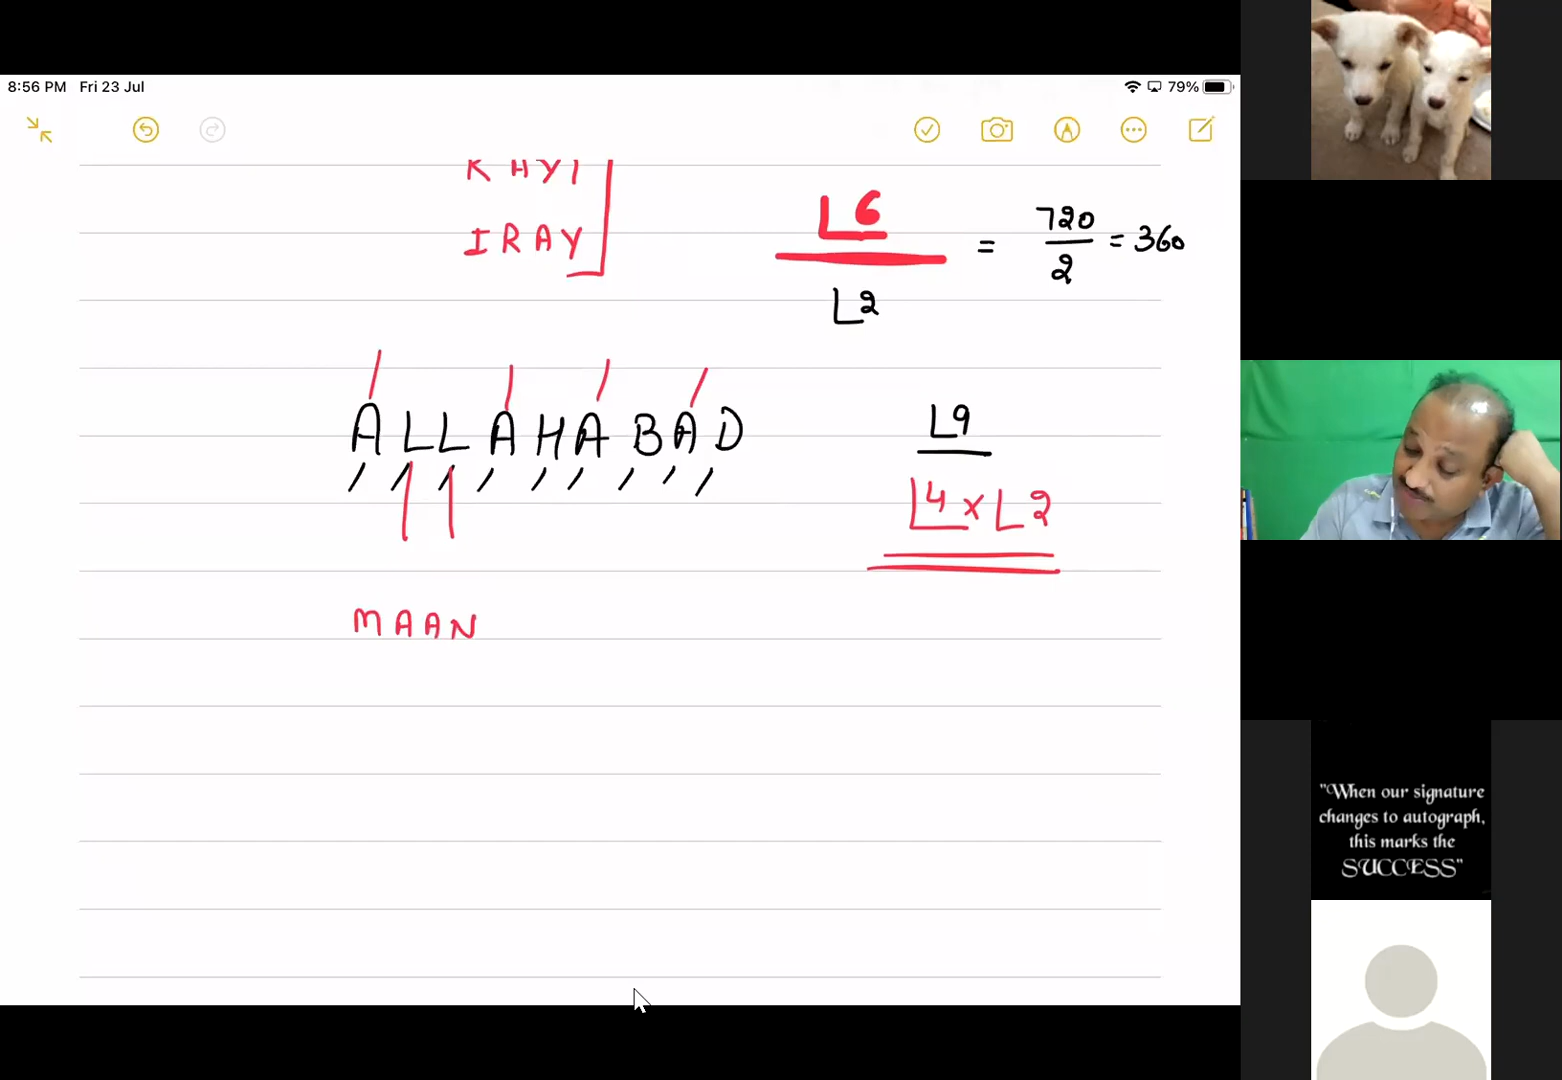 8:56 PM Fri 23 Jul
79%
IRAY
L6
L2
= 720/2 = 360
ALLAHABAD
L9
L4 x L2
MAAN
"When our signature
changes to autograph,
this marks the
SUCCESS"